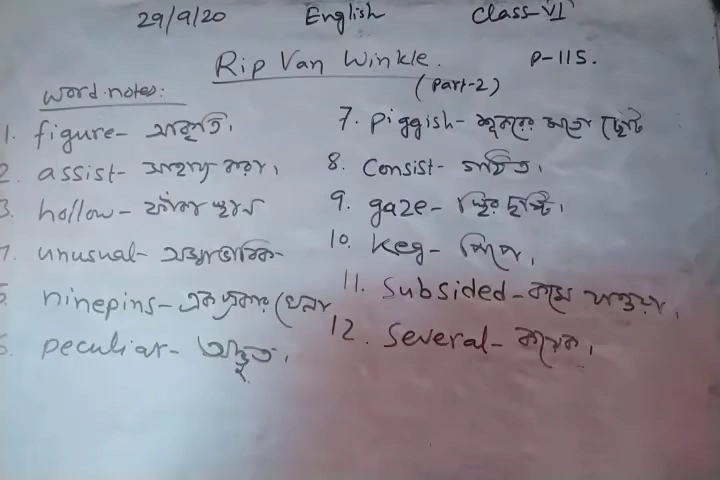 29/9/20 English Class-VI
Rip Van Winkle. P-115.
(Part-2)
word notes:
1. figure- আকৃতি।
2. assist- সাহায্য করা।
3. hollow- ফাঁকা স্থান
4. unusual- অস্বাভাবিক-
5. ninepins- এক প্রকার খেলা
6. peculiar- অদ্ভুত।
7. Piggish- শূকরের মতো ছোট
8. Consist- গঠিত।
9. gaze- স্থির দৃষ্টি।
10. Keg- পিপে।
11. Subsided- কমে যাওয়া।
12. Several- কয়েক।